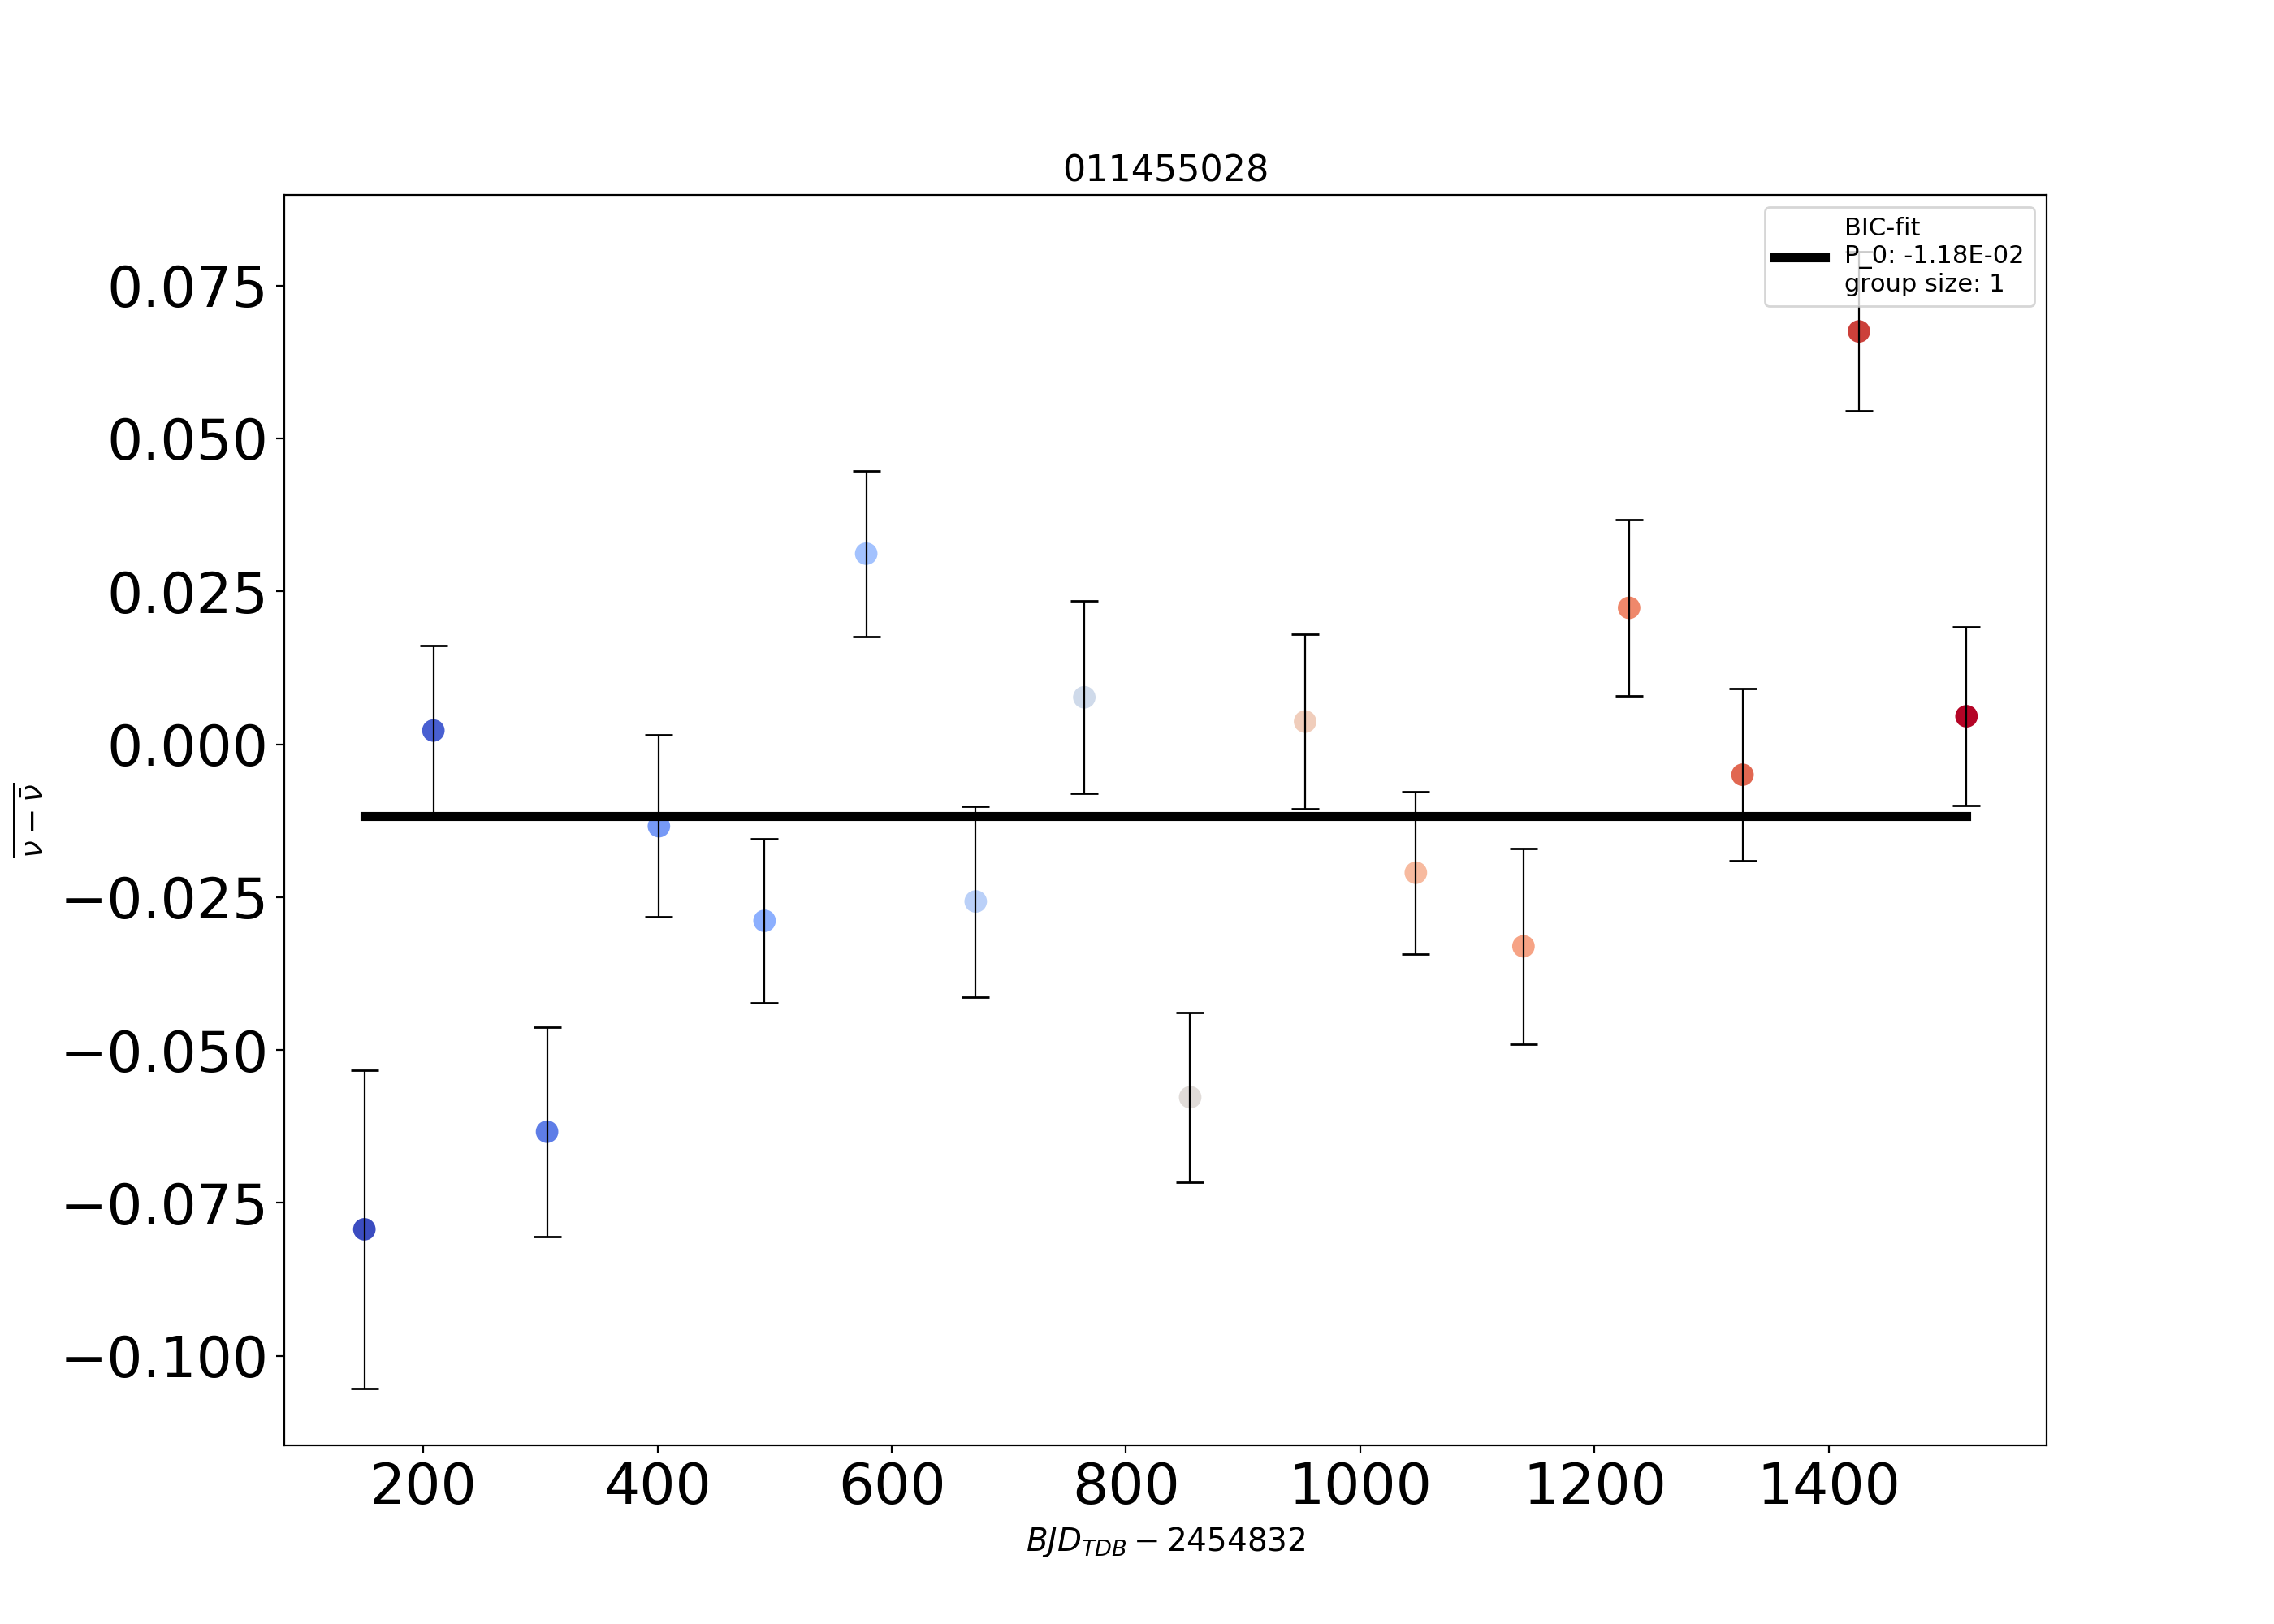 011455028
BIC-fit
P_0: -1.18E-02
group size: 1
0.075
0.050
0.025
0.000
−0.025
−0.050
−0.075
−0.100
ν − ν̄
200 400 600 800 1000 1200 1400
BJD_TDB − 2454832